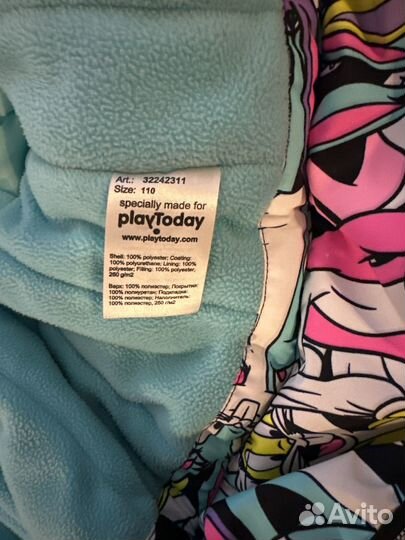 Art.: 32242311
Size: 110
specially made for
playToday
www.playtoday.com
Shell: 100% polyester; Coating:
100% polyurethane; Lining: 100%
polyester; Filling: 100% polyester,
250 g/m2
Верх: 100% полиэстер; Покрытие:
100% полиуретан; Подкладка:
100% полиэстер; Наполнитель:
100% полиэстер, 250 г/м2
Avito